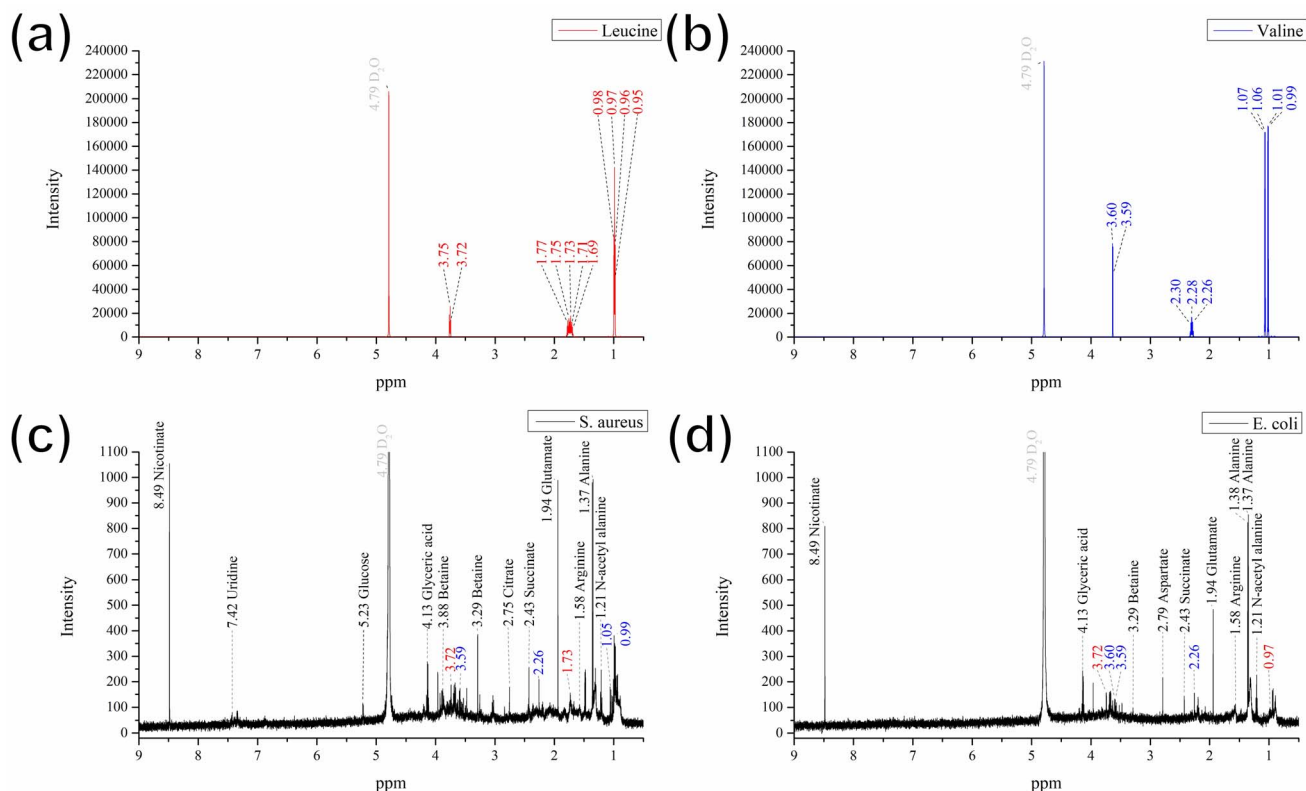 (a)
Leucine
240000
220000
200000
180000
160000
140000
120000
100000
80000
60000
40000
20000
0
Intensity
4.79 D₂O
3.75
3.72
1.77
1.75
1.73
1.71
1.69
0.98
0.97
0.96
0.95
9 8 7 6 5 4 3 2 1
ppm
(b)
Valine
240000
220000
200000
180000
160000
140000
120000
100000
80000
60000
40000
20000
0
Intensity
4.79 D₂O
3.60
3.59
2.30
2.28
2.26
1.07
1.06
1.01
0.99
9 8 7 6 5 4 3 2 1
ppm
(c)
S. aureus
1100
1000
900
800
700
600
500
400
300
200
100
0
Intensity
8.49 Nicotinate
7.42 Uridine
5.23 Glucose
4.79 D₂O
4.13 Glyceric acid
3.88 Betaine
3.72
3.59
3.29 Betaine
2.75 Citrate
2.43 Succinate
2.26
1.94 Glutamate
1.73
1.58 Arginine
1.37 Alanine
1.21 N-acetyl alanine
1.05
0.99
9 8 7 6 5 4 3 2 1
ppm
(d)
E. coli
1100
1000
900
800
700
600
500
400
300
200
100
0
Intensity
8.49 Nicotinate
4.79 D₂O
4.13 Glyceric acid
3.72
3.60
3.59
3.29 Betaine
2.79 Aspartate
2.43 Succinate
2.26
1.94 Glutamate
1.58 Arginine
1.38 Alanine
1.37 Alanine
1.21 N-acetyl alanine
0.97
9 8 7 6 5 4 3 2 1
ppm